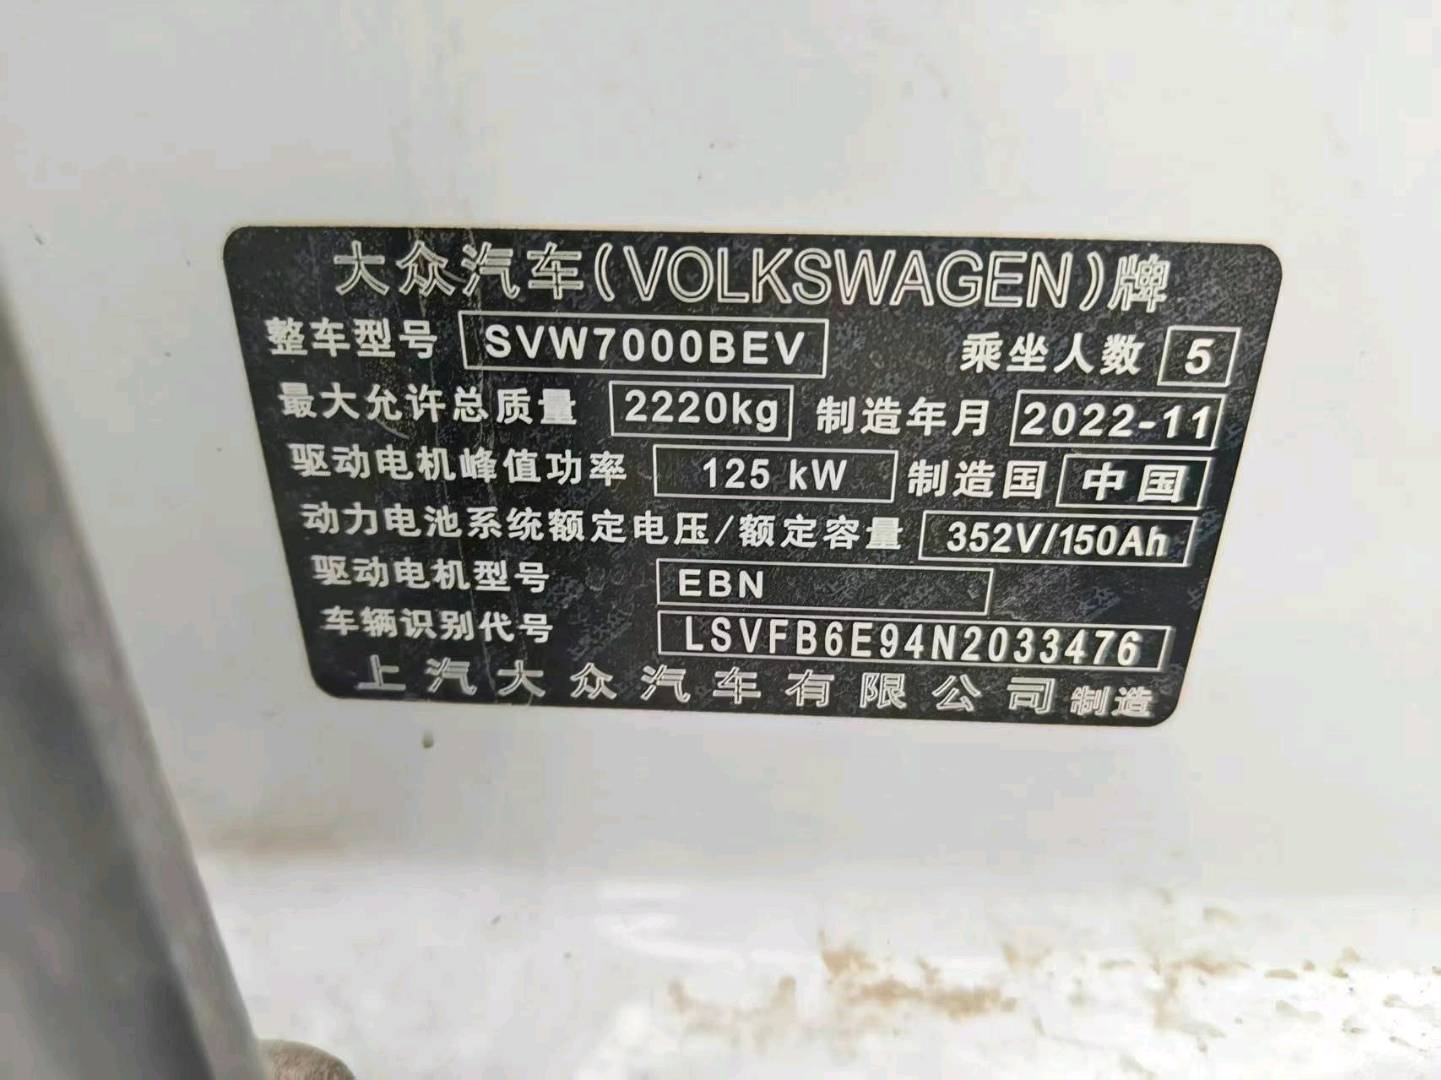 大众汽车(VOLKSWAGEN)牌
整车型号 SVW7000BEV 乘坐人数 5
最大允许总质量 2220kg 制造年月 2022-11
驱动电机峰值功率 125 kW 制造国 中国
动力电池系统额定电压/额定容量 352V/150Ah
驱动电机型号 EBN
车辆识别代号 LSVFB6E94N2033476
上汽大众汽车有限公司制造